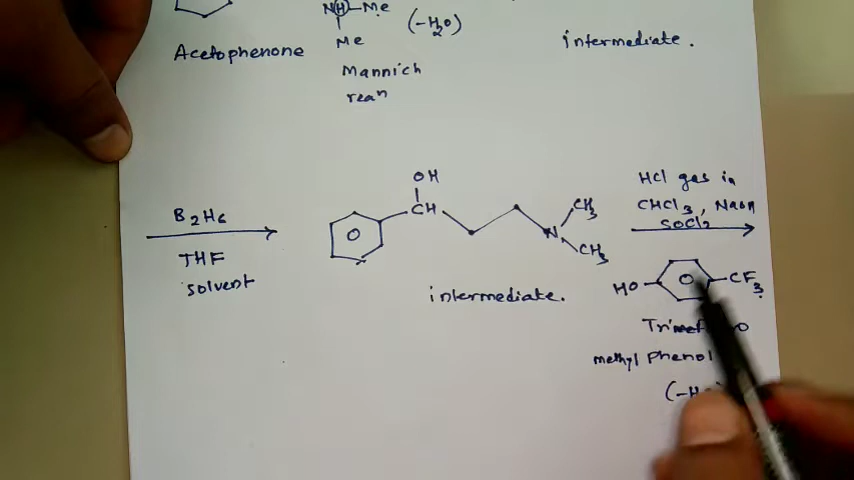 NH-Me
(-H2O)
Me
Acetophenone
intermediate.
Mannich
reaⁿ
OH
CH
CH3
N
CH3
B2H6
THF
solvent
intermediate.
HCl gas in
CHCl3, NaOH
SOCl2
HO
CF3
methyl Phenol